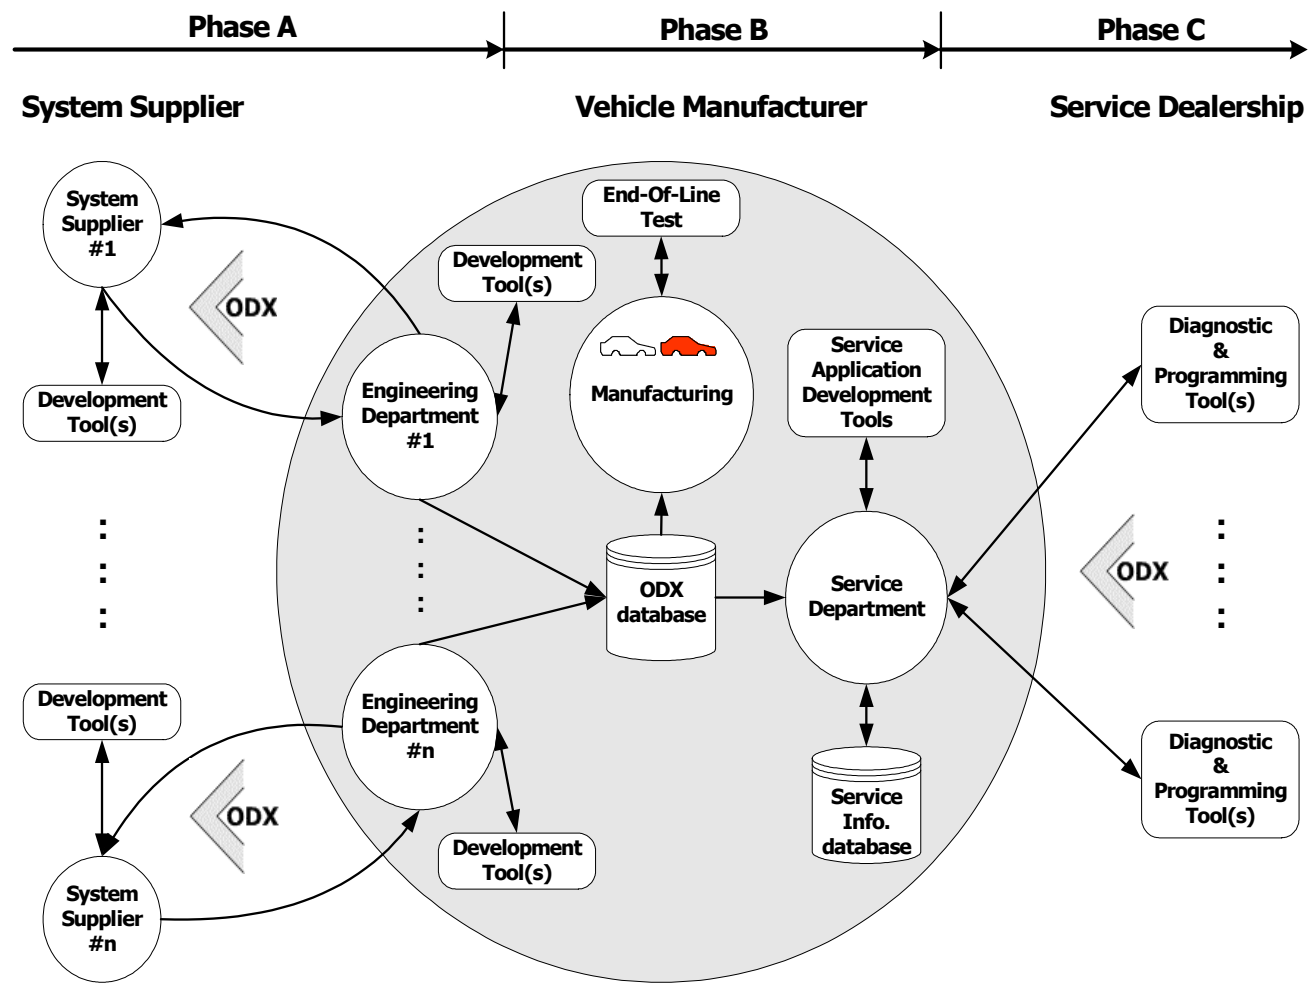 Phase A
Phase B
Phase C
System Supplier
Vehicle Manufacturer
Service Dealership
System
Supplier
#1
ODX
Development
Tool(s)
Engineering
Department
#1
Development
Tool(s)
End-Of-Line
Test
Manufacturing
Service
Application
Development
Tools
Diagnostic
&
Programming
Tool(s)
ODX
database
Service
Department
ODX
Development
Tool(s)
System
Supplier
#n
ODX
Engineering
Department
#n
Development
Tool(s)
Service
Info.
database
Diagnostic
&
Programming
Tool(s)